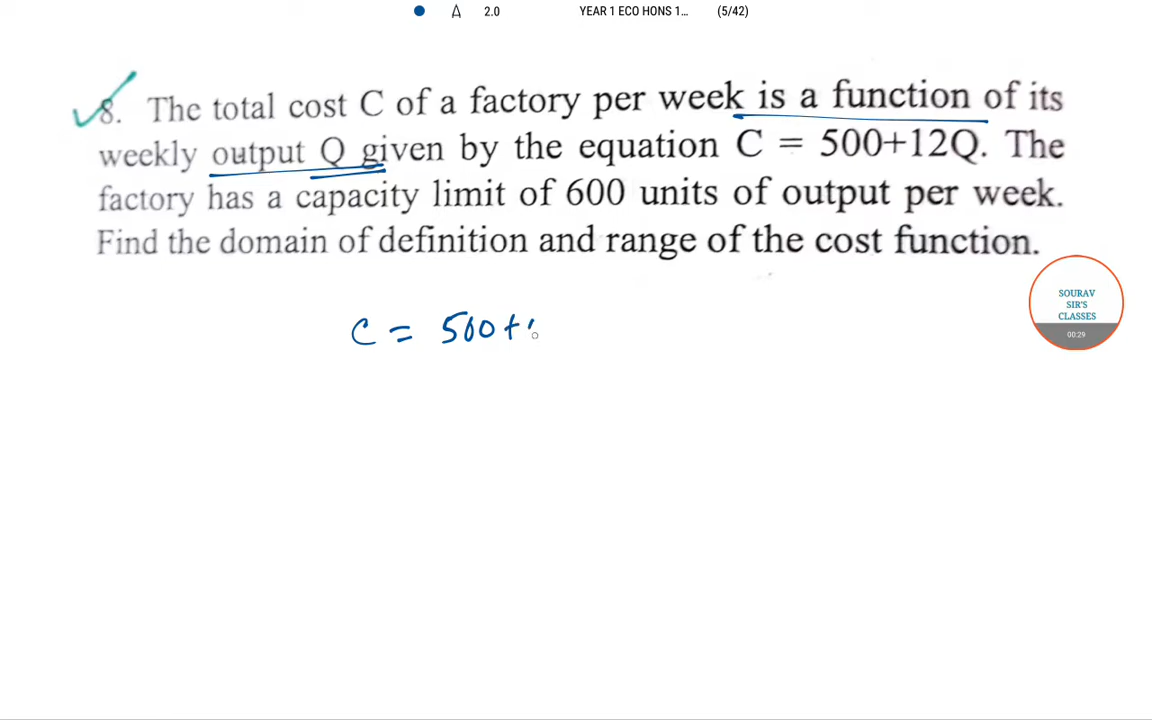 2.0 YEAR 1 ECO HONS 1... (5/42)
8. The total cost C of a factory per week is a function of its
weekly output Q given by the equation C = 500+12Q. The
factory has a capacity limit of 600 units of output per week.
Find the domain of definition and range of the cost function.
SOURAV
SIR'S
CLASSES
00:29
C = 500+